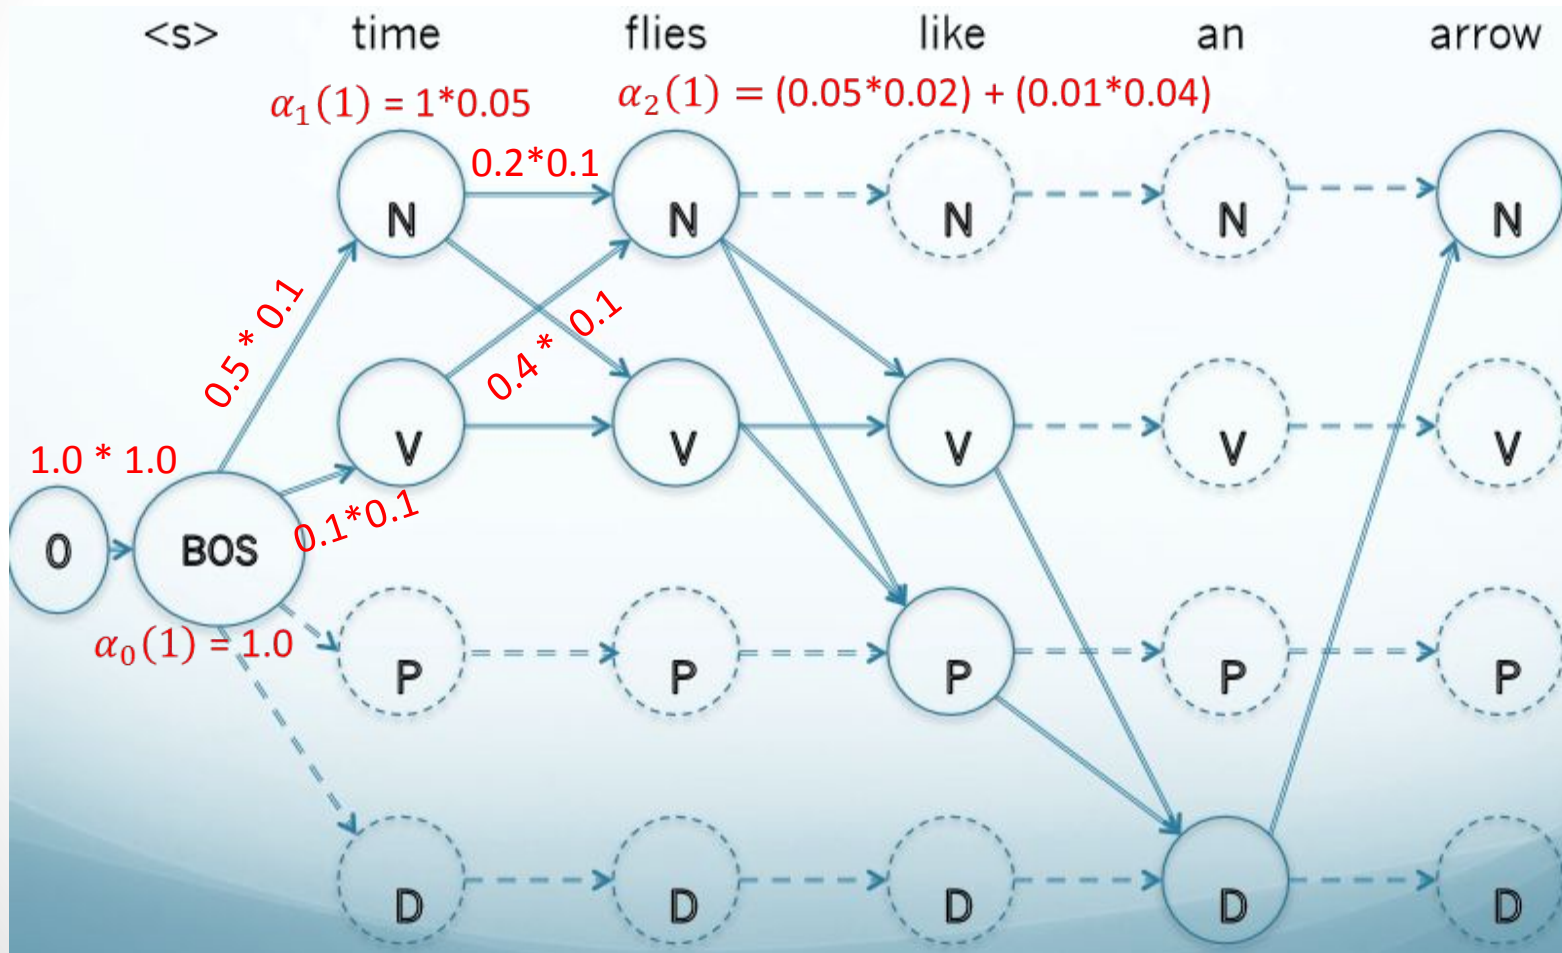 <s> time flies like an arrow
α₁(1) = 1*0.05 α₂(1) = (0.05*0.02) + (0.01*0.04)
0.2*0.1
N N N N N
0.5 * 0.1
0.4 * 0.1
V V V V V
1.0 * 1.0
0.1*0.1
0 BOS
α₀(1) = 1.0
P P P P P
D D D D D